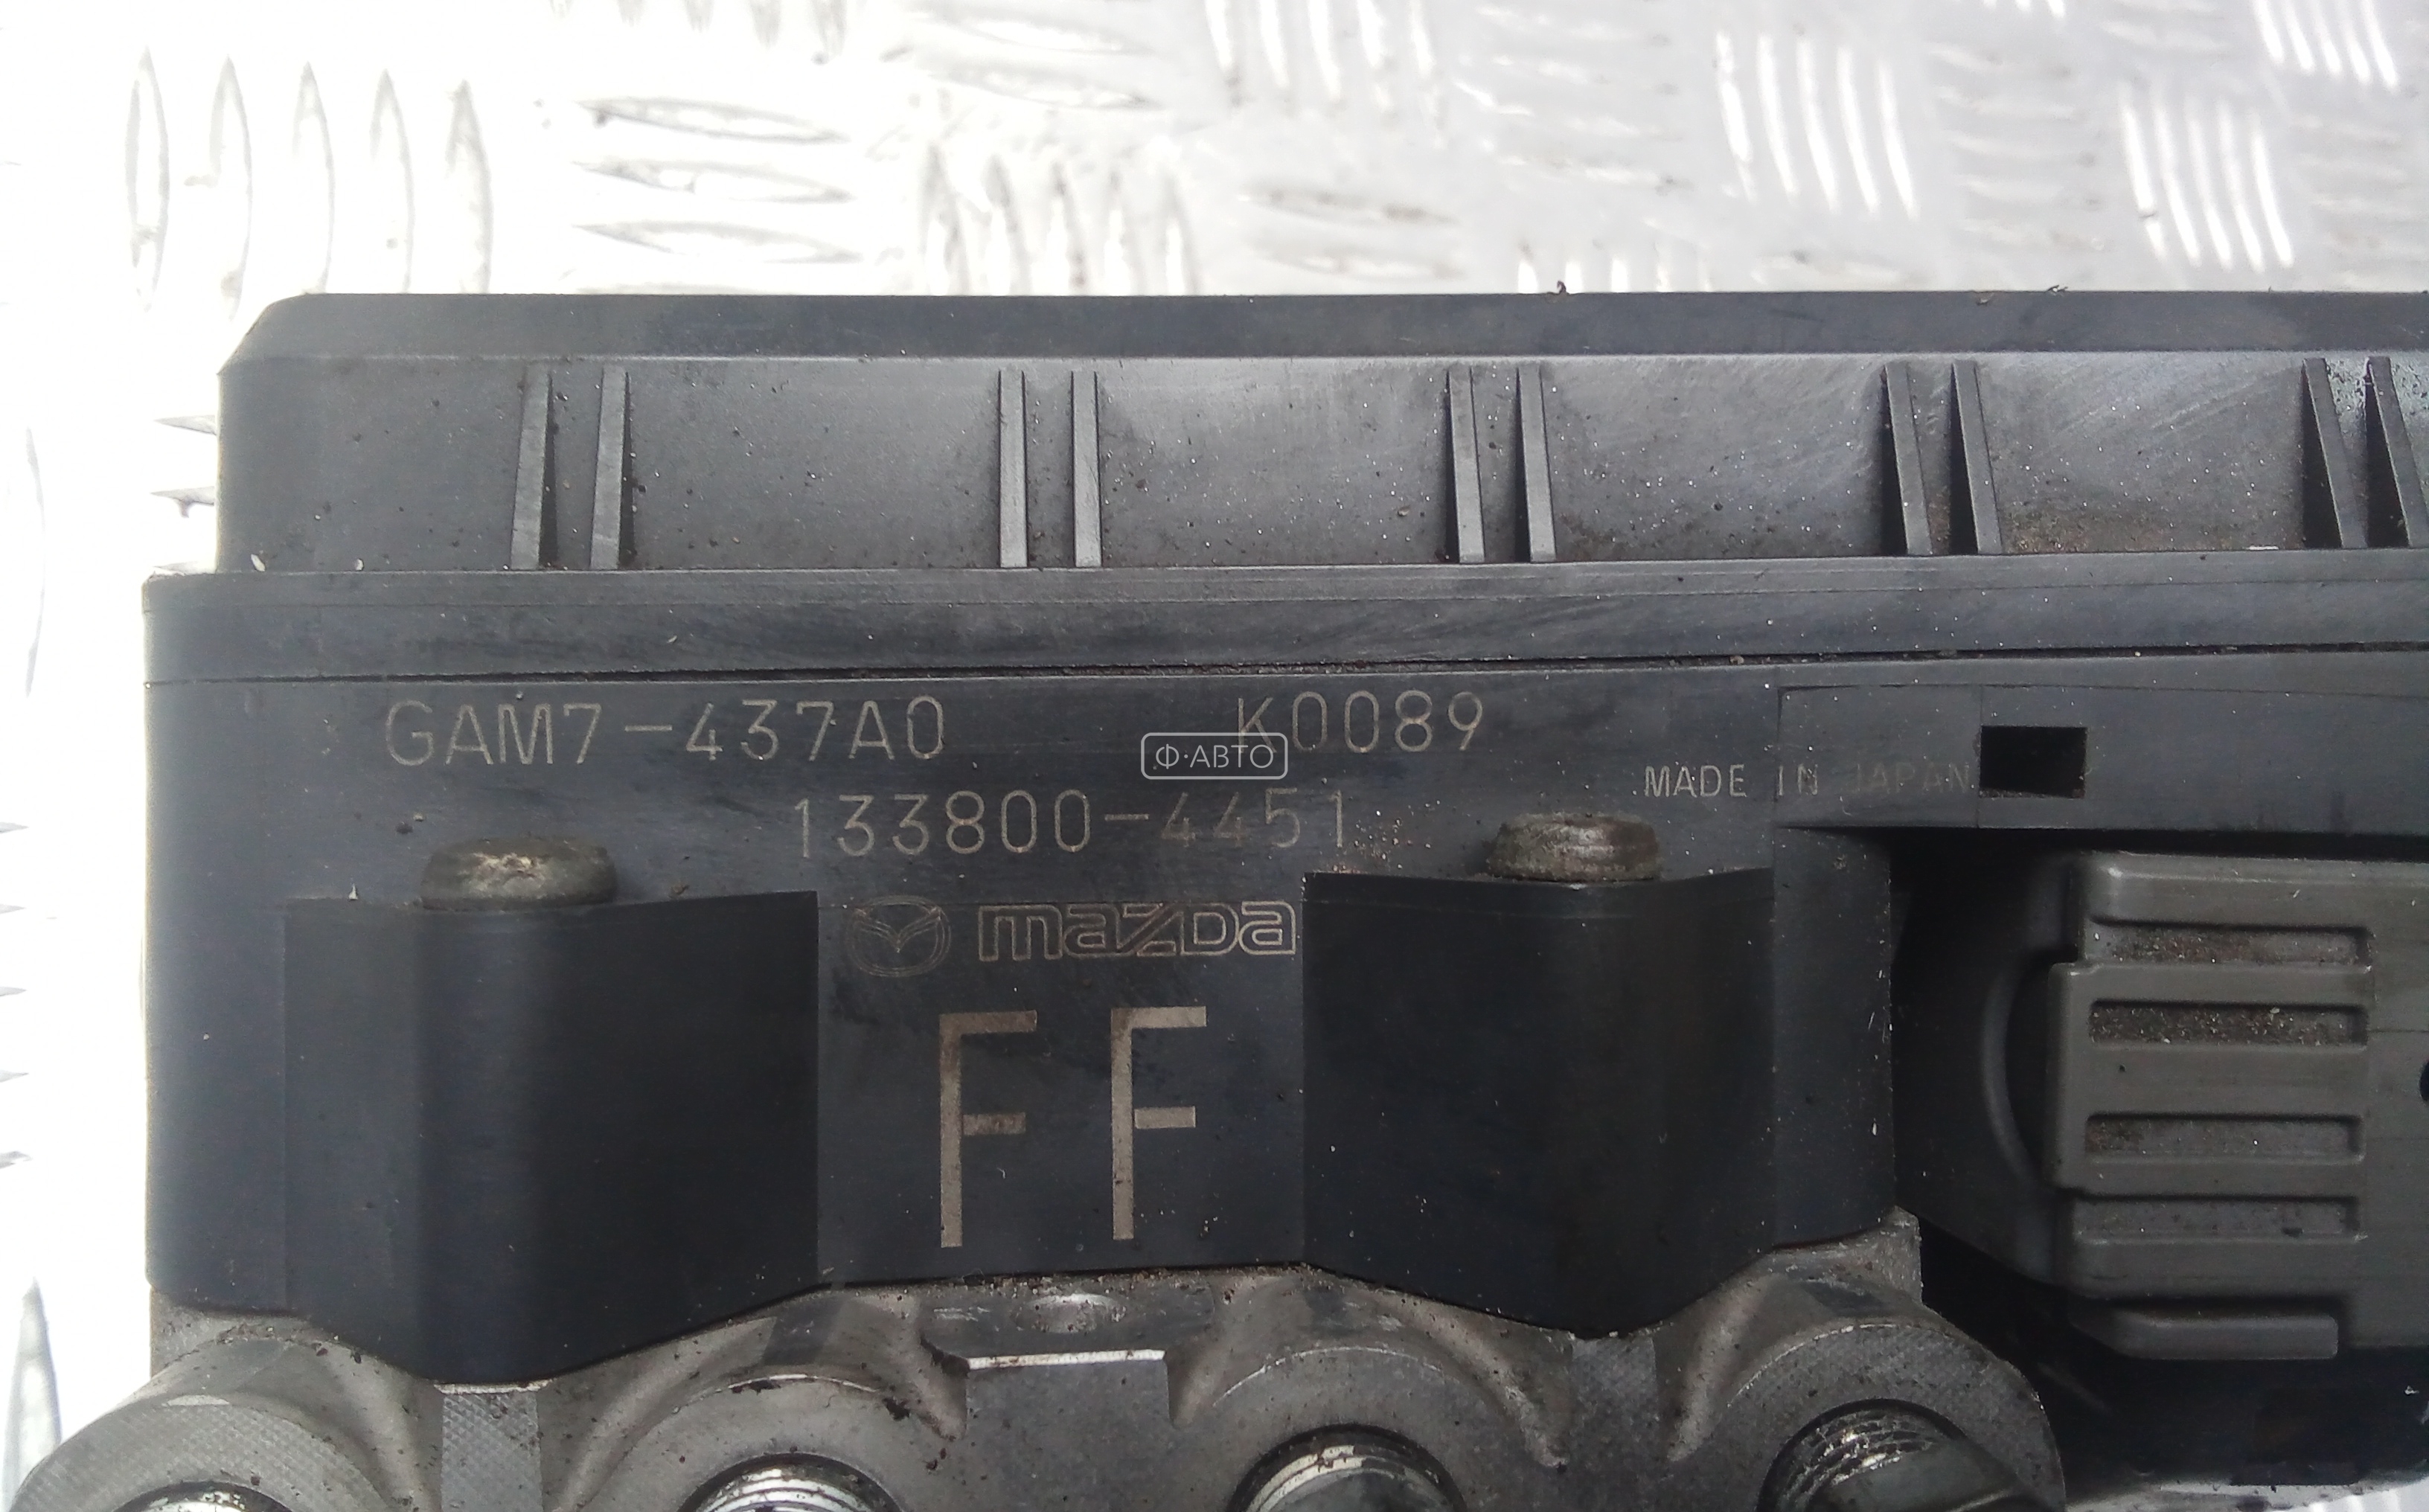 GAM7-437A0 K0089
Ф·АВТО
MADE IN JAPAN
133800-4451
mazda
FF